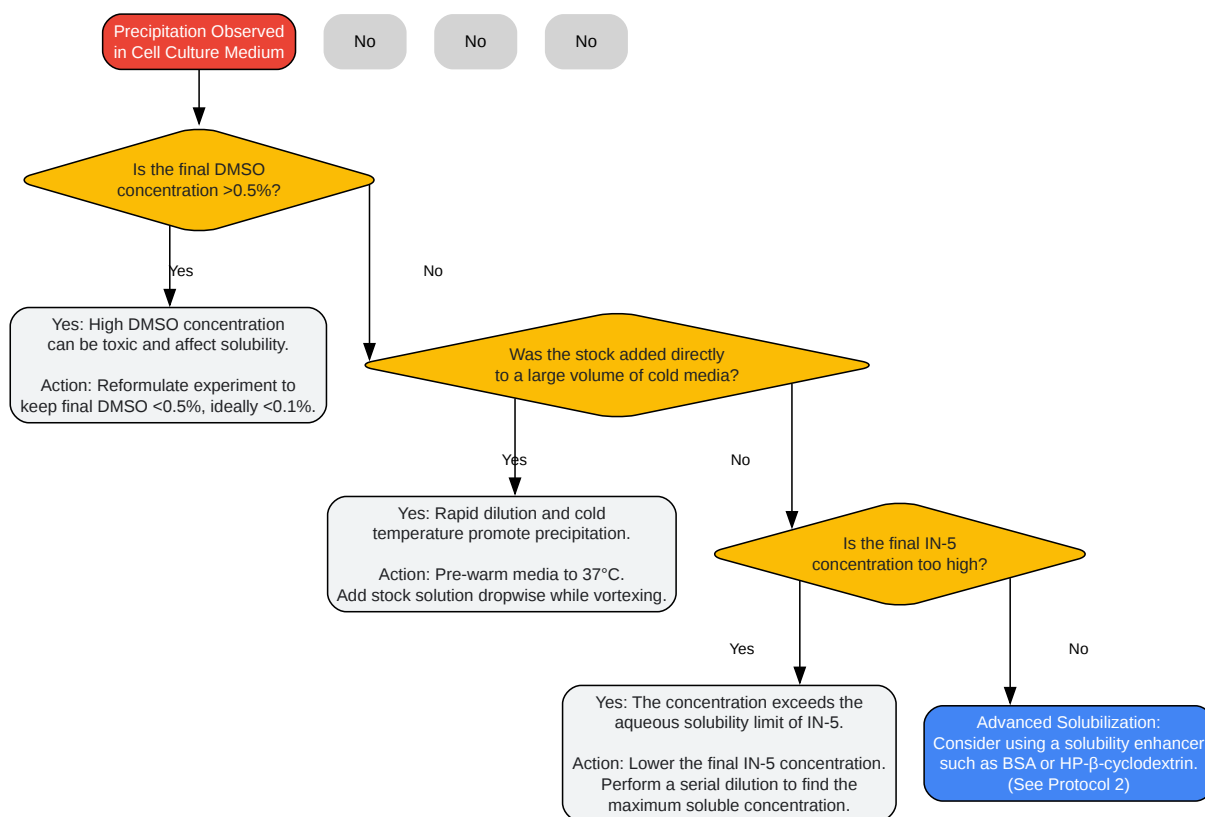 Precipitation Observed
in Cell Culture Medium
No
No
No
Is the final DMSO
concentration >0.5%?
Yes
No
Yes: High DMSO concentration
can be toxic and affect solubility.
Action: Reformulate experiment to
keep final DMSO <0.5%, ideally <0.1%.
Was the stock added directly
to a large volume of cold media?
Yes
No
Yes: Rapid dilution and cold
temperature promote precipitation.
Action: Pre-warm media to 37°C.
Add stock solution dropwise while vortexing.
Is the final IN-5
concentration too high?
Yes
No
Yes: The concentration exceeds the
aqueous solubility limit of IN-5.
Action: Lower the final IN-5 concentration.
Perform a serial dilution to find the
maximum soluble concentration.
Advanced Solubilization:
Consider using a solubility enhancer
such as BSA or HP-β-cyclodextrin.
(See Protocol 2)